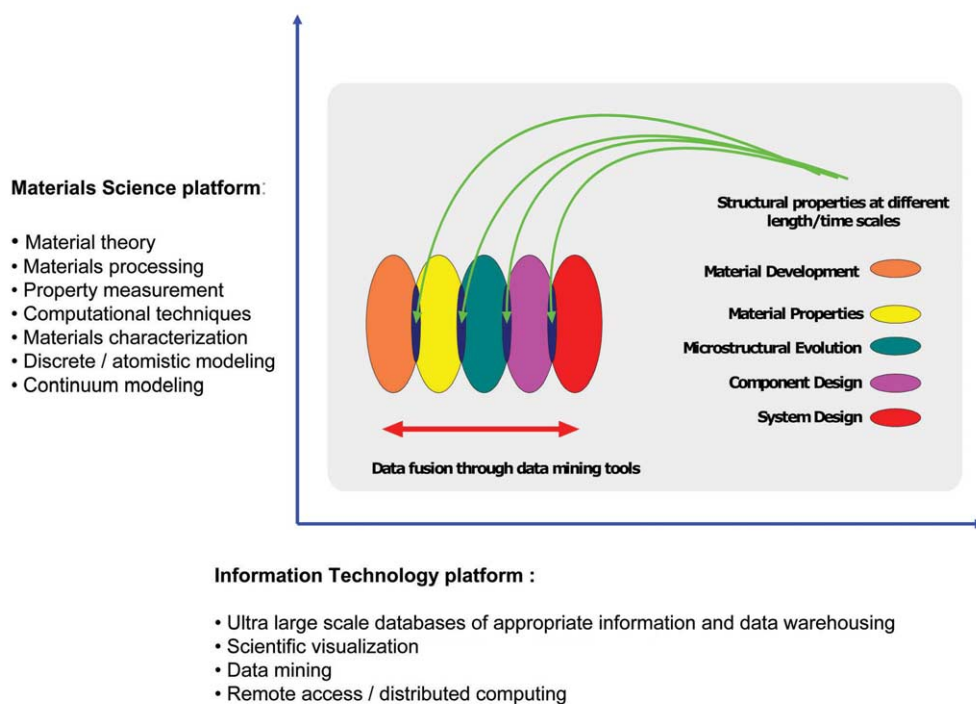 Materials Science platform:
• Material theory
• Materials processing
• Property measurement
• Computational techniques
• Materials characterization
• Discrete / atomistic modeling
• Continuum modeling
Structural properties at different
length/time scales
Material Development
Material Properties
Microstructural Evolution
Component Design
System Design
Data fusion through data mining tools
Information Technology platform :
• Ultra large scale databases of appropriate information and data warehousing
• Scientific visualization
• Data mining
• Remote access / distributed computing